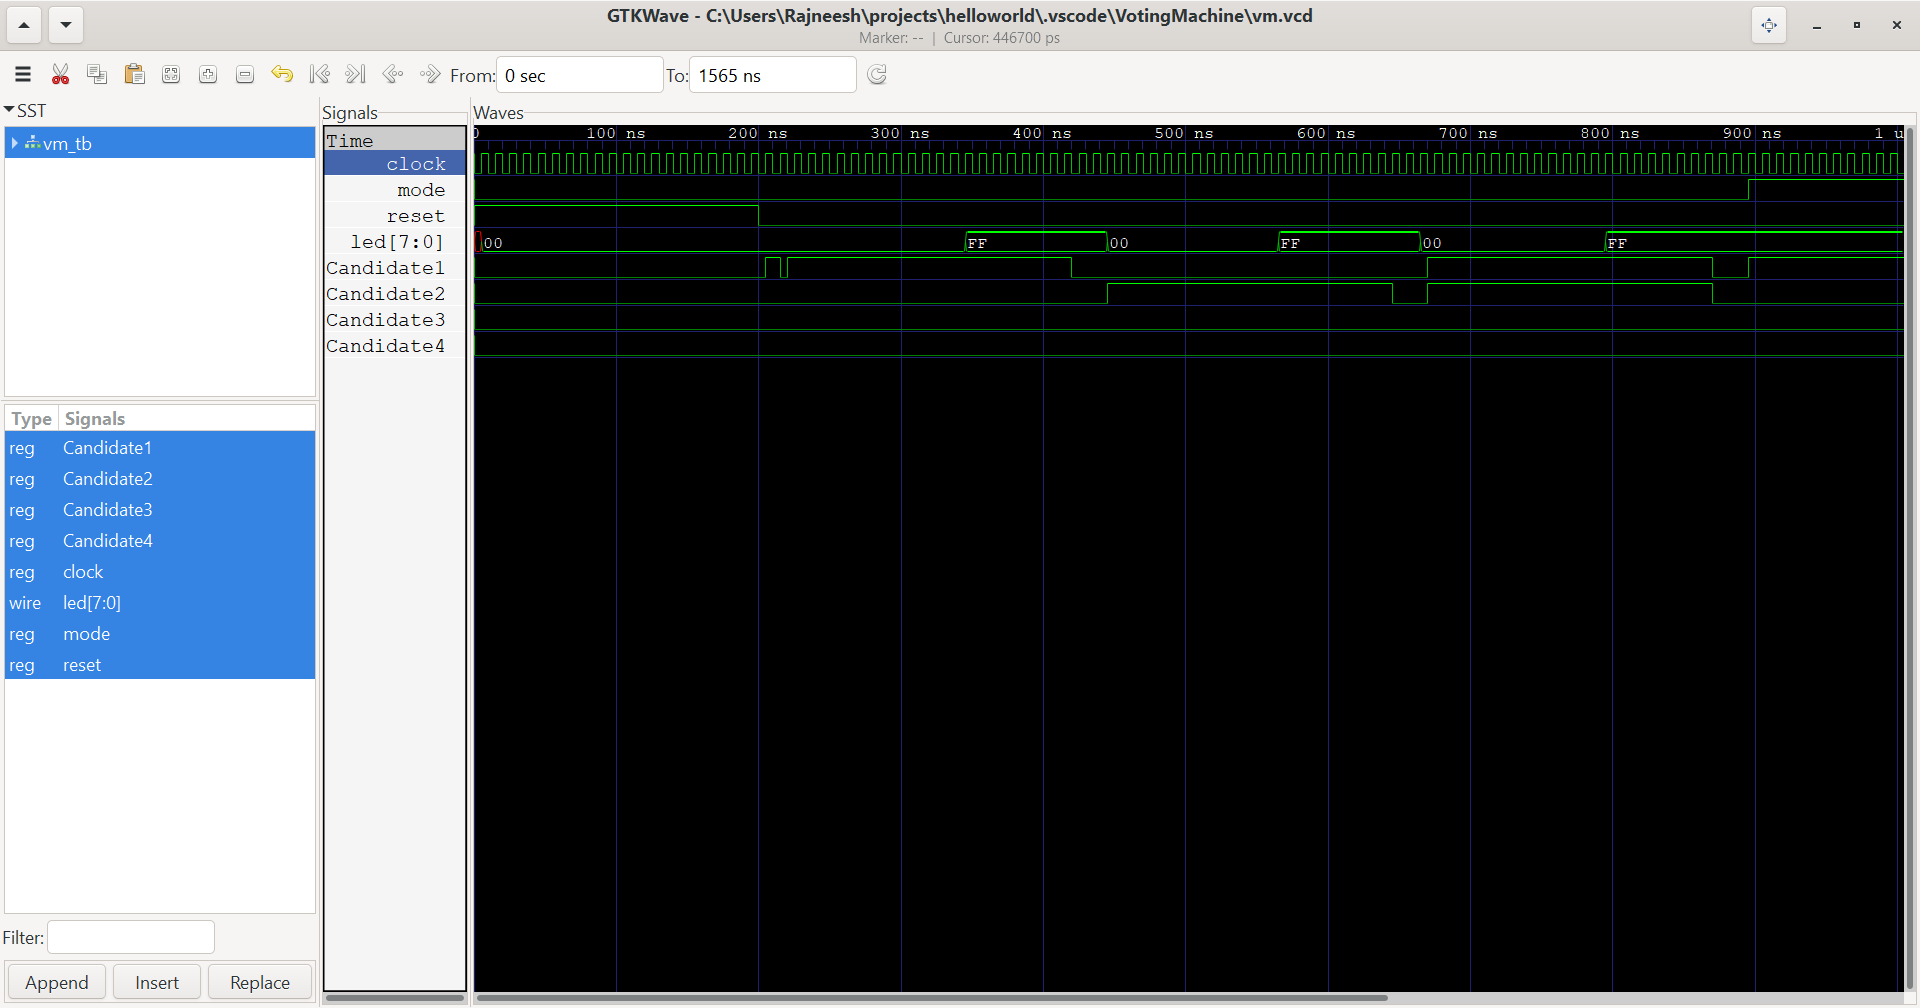 GTKWave - C:\Users\Rajneesh\projects\helloworld\.vscode\VotingMachine\vm.vcd
Marker: -- | Cursor: 446700 ps
From: 0 sec To: 1565 ns
SST
vm_tb
Type Signals
reg Candidate1
reg Candidate2
reg Candidate3
reg Candidate4
reg clock
wire led[7:0]
reg mode
reg reset
Filter:
Append Insert Replace
Signals
Time
clock
mode
reset
led[7:0]
Candidate1
Candidate2
Candidate3
Candidate4
Waves
0 100 ns 200 ns 300 ns 400 ns 500 ns 600 ns 700 ns 800 ns 900 ns 1 u
00 FF 00 FF 00 FF